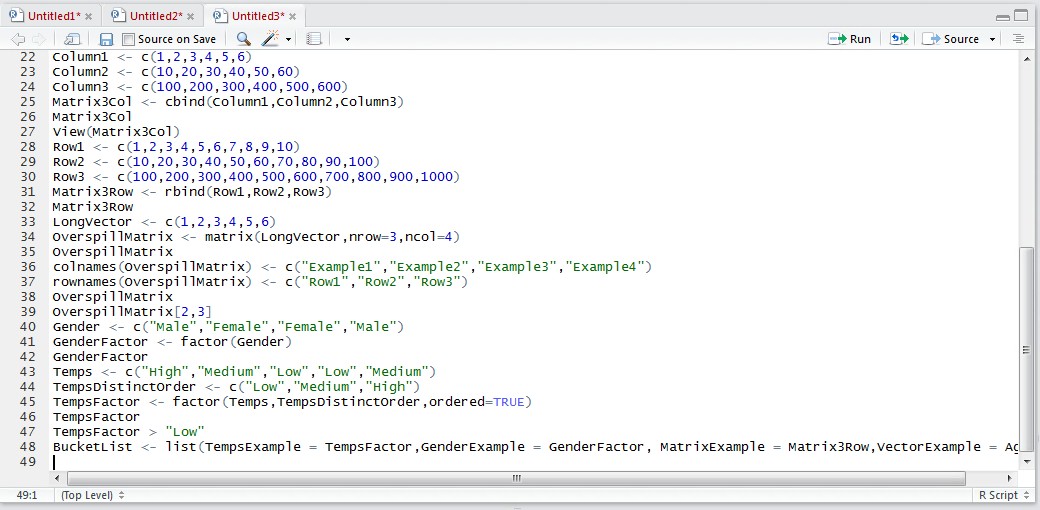 Untitled1* Untitled2* Untitled3*
Source on Save Run Source
22 Column1 <- c(1,2,3,4,5,6)
23 Column2 <- c(10,20,30,40,50,60)
24 Column3 <- c(100,200,300,400,500,600)
25 Matrix3Col <- cbind(Column1,Column2,Column3)
26 Matrix3Col
27 View(Matrix3Col)
28 Row1 <- c(1,2,3,4,5,6,7,8,9,10)
29 Row2 <- c(10,20,30,40,50,60,70,80,90,100)
30 Row3 <- c(100,200,300,400,500,600,700,800,900,1000)
31 Matrix3Row <- rbind(Row1,Row2,Row3)
32 Matrix3Row
33 LongVector <- c(1,2,3,4,5,6)
34 OverspillMatrix <- matrix(LongVector,nrow=3,ncol=4)
35 OverspillMatrix
36 colnames(OverspillMatrix) <- c("Example1","Example2","Example3","Example4")
37 rownames(OverspillMatrix) <- c("Row1","Row2","Row3")
38 OverspillMatrix
39 OverspillMatrix[2,3]
40 Gender <- c("Male","Female","Female","Male")
41 GenderFactor <- factor(Gender)
42 GenderFactor
43 Temps <- c("High","Medium","Low","Low","Medium")
44 TempsDistinctOrder <- c("Low","Medium","High")
45 TempsFactor <- factor(Temps,TempsDistinctOrder,ordered=TRUE)
46 TempsFactor
47 TempsFactor > "Low"
48 BucketList <- list(TempsExample = TempsFactor,GenderExample = GenderFactor, MatrixExample = Matrix3Row,VectorExample =
49
49:1 (Top Level) R Script